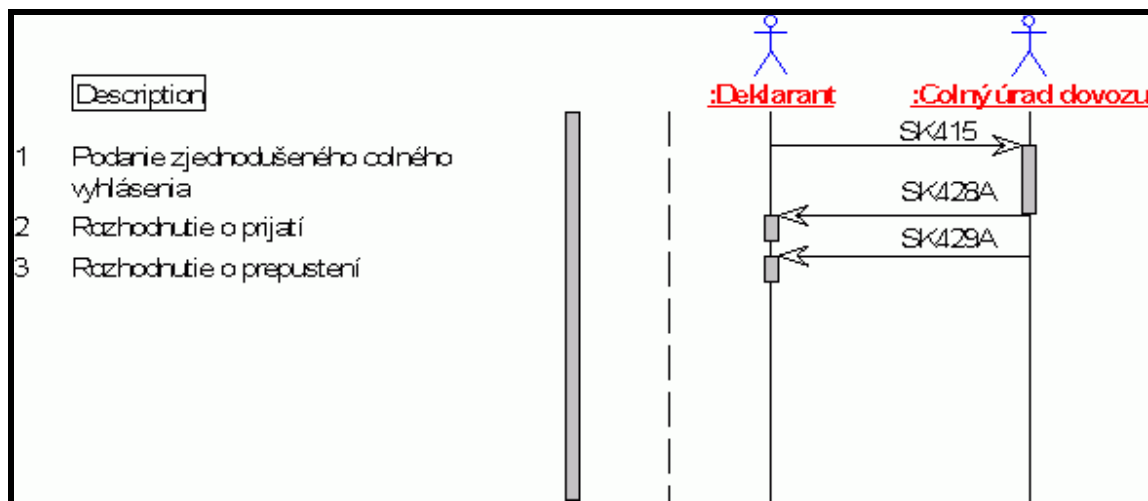 Description
:Deklarant
:Colný úrad dovozu
1 Podanie zjednodušeného colného
vyhlásenia
2 Rozhodnutie o prijatí
3 Rozhodnutie o prepustení
SK415
SK428A
SK429A